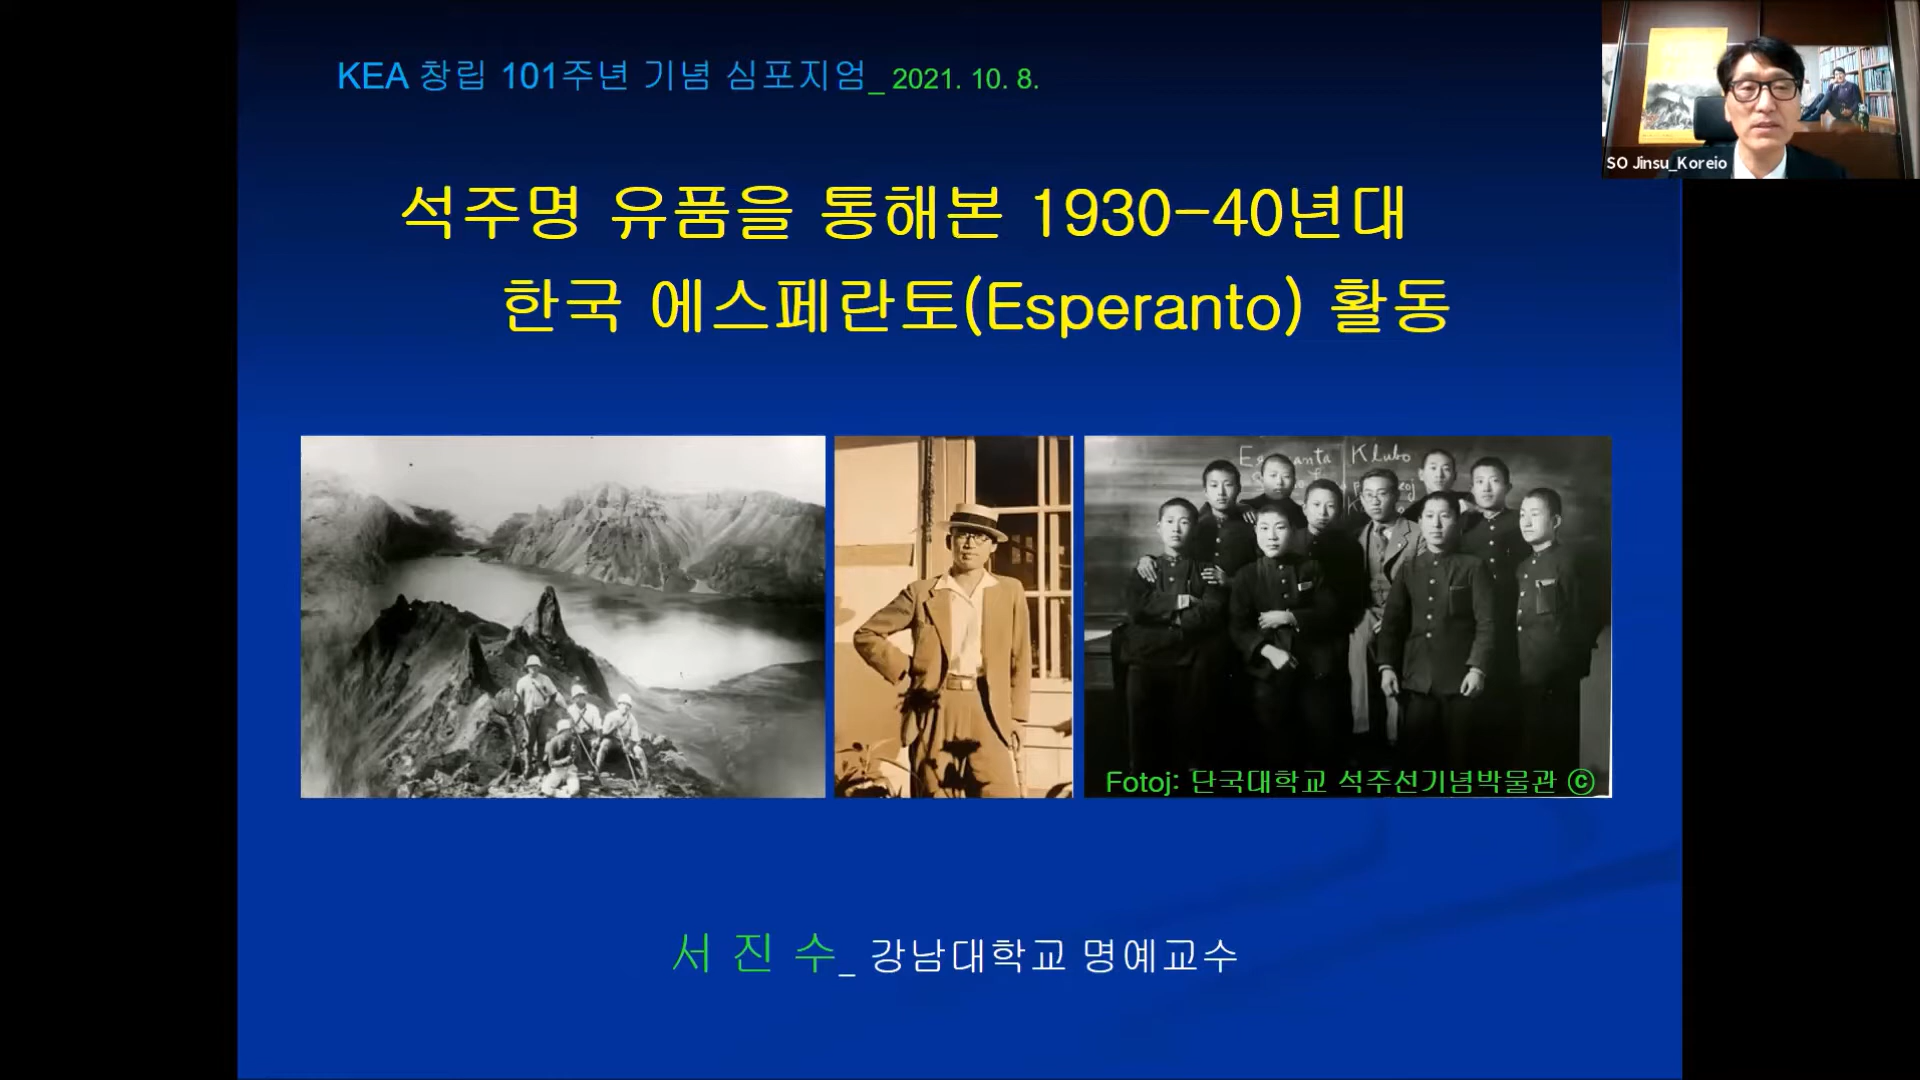 KEA 창립 101주년 기념 심포지엄_ 2021. 10. 8.
SO Jinsu_Koreio
석주명 유품을 통해본 1930-40년대
한국 에스페란토(Esperanto) 활동
Klubo
Fotoj: 단국대학교 석주선기념박물관 ⓒ
서 진 수_ 강남대학교 명예교수